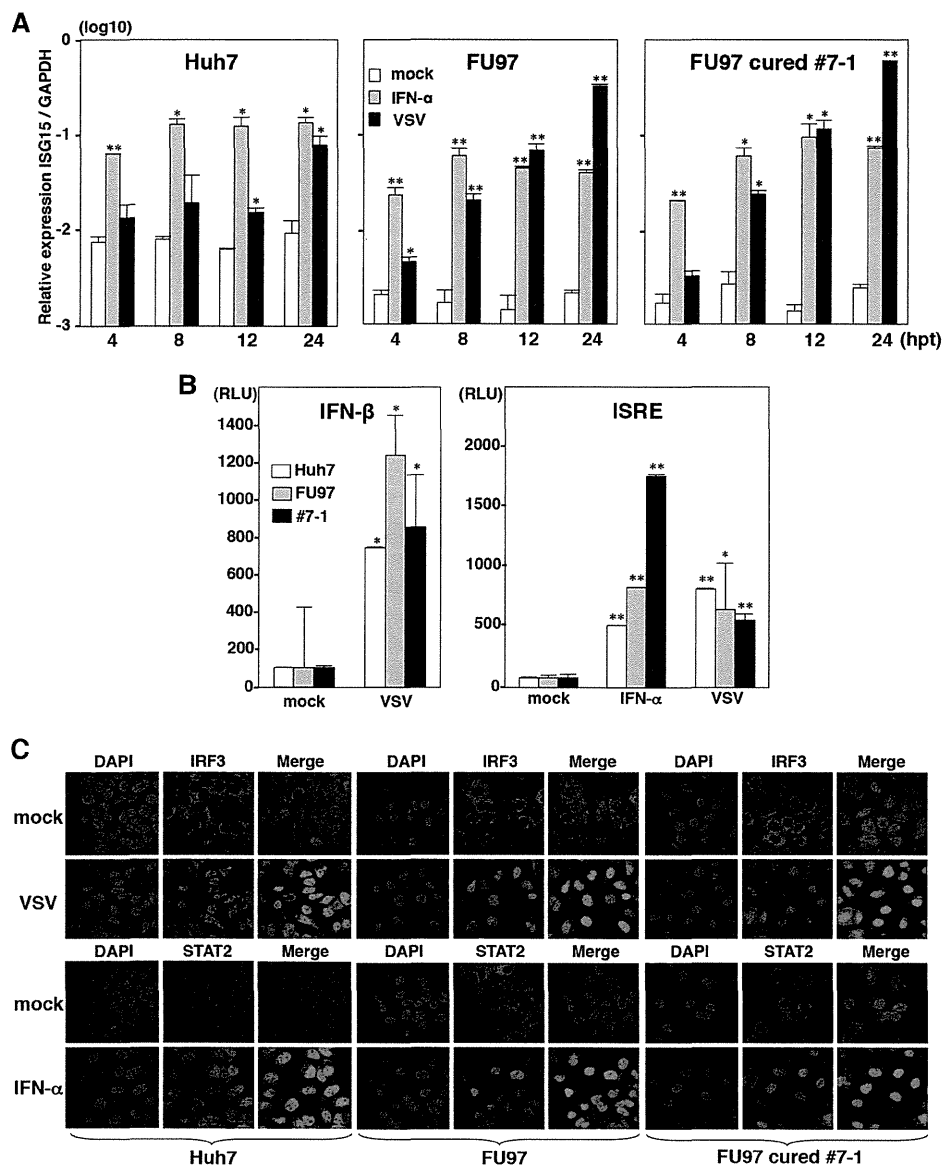 A
(log10)
Relative expression ISG15 / GAPDH
0
-1
-2
-3
Huh7
** * * * * *
4 8 12 24
FU97
mock
IFN-α
VSV
** * ** ** ** ** ** **
4 8 12 24
FU97 cured #7-1
** * * * * ** **
4 8 12 24 (hpt)
B
(RLU)
IFN-β
1400
1200
1000
800
600
400
200
0
Huh7
FU97
#7-1
* * *
mock VSV
(RLU)
ISRE
2000
1500
1000
500
0
** ** ** ** * **
mock IFN-α VSV
C
DAPI IRF3 Merge DAPI IRF3 Merge DAPI IRF3 Merge
mock
VSV
DAPI STAT2 Merge DAPI STAT2 Merge DAPI STAT2 Merge
mock
IFN-α
Huh7 FU97 FU97 cured #7-1